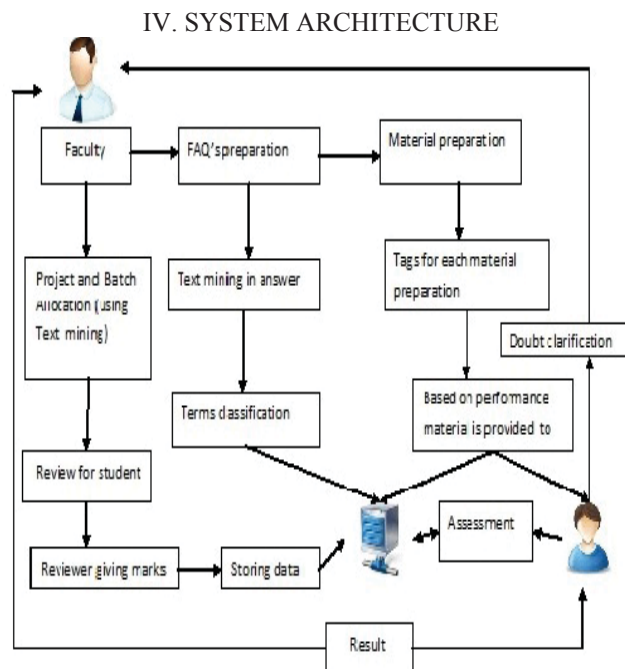 IV. SYSTEM ARCHITECTURE
Faculty
FAQ'spreparation
Material preparation
Project and Batch
Allocation (using
Text mining)
Text mining in answer
Tags for each material
preparation
Doubt clarification
Terms classification
Based on performance
material is provided to
Review for student
Assessment
Reviewer giving marks
Storing data
Result